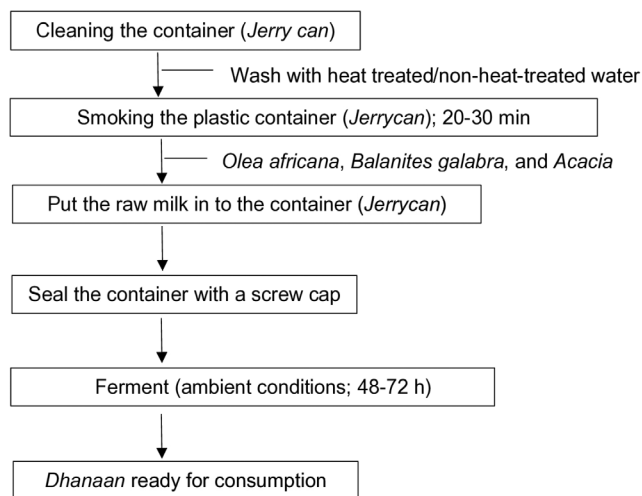 Cleaning the container (Jerry can)
Wash with heat treated/non-heat-treated water
Smoking the plastic container (Jerrycan); 20-30 min
Olea africana, Balanites galabra, and Acacia
Put the raw milk in to the container (Jerrycan)
Seal the container with a screw cap
Ferment (ambient conditions; 48-72 h)
Dhanaan ready for consumption